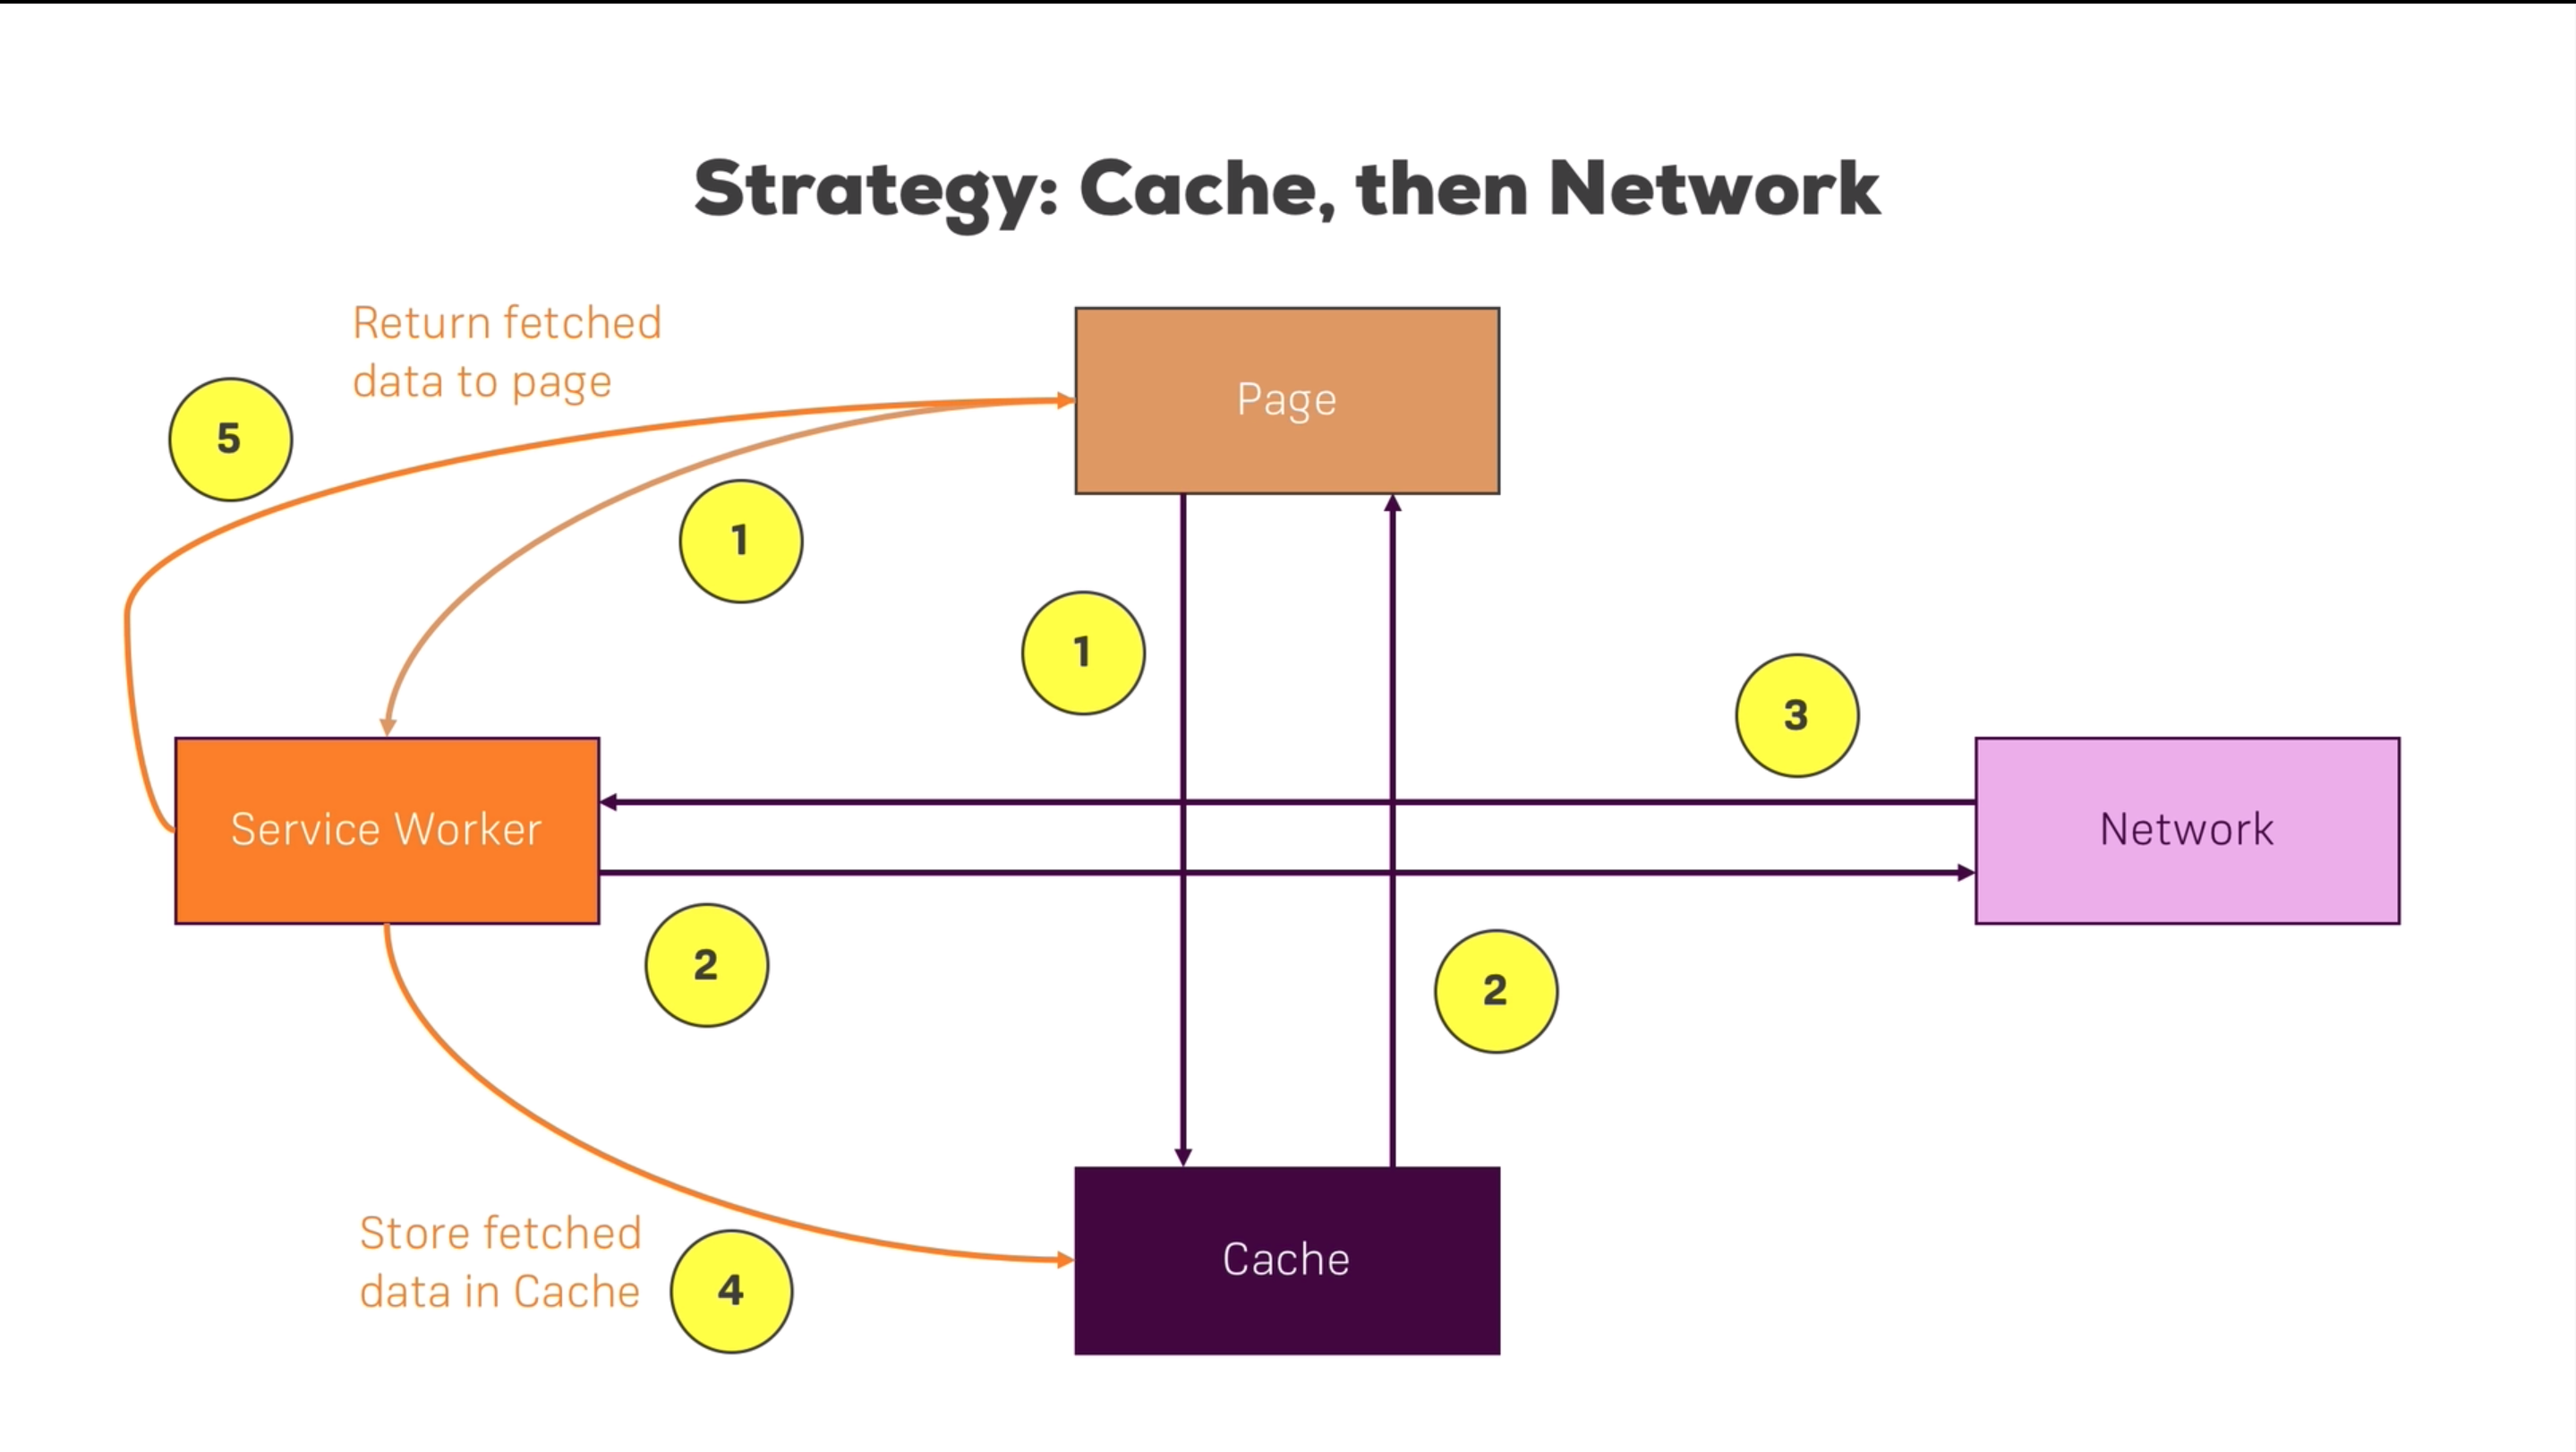 Strategy: Cache, then Network
Return fetched
data to page
Page
5
1
1
3
Service Worker
Network
2
2
Store fetched
data in Cache
4
Cache